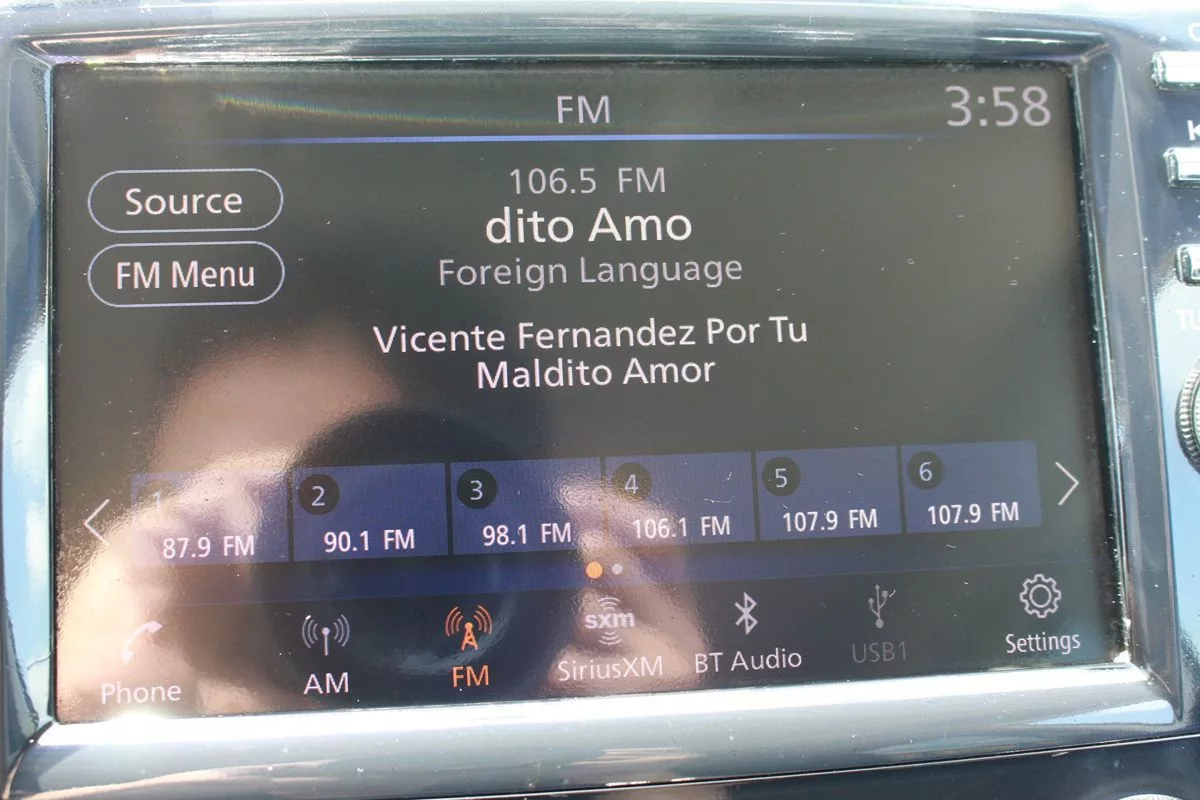 FM
3:58
Source
FM Menu
106.5 FM
dito Amo
Foreign Language
Vicente Fernandez Por Tu
Maldito Amor
1
87.9 FM
2
90.1 FM
3
98.1 FM
4
106.1 FM
5
107.9 FM
6
107.9 FM
Phone
AM
FM
sxm
SiriusXM
BT Audio
USB1
Settings